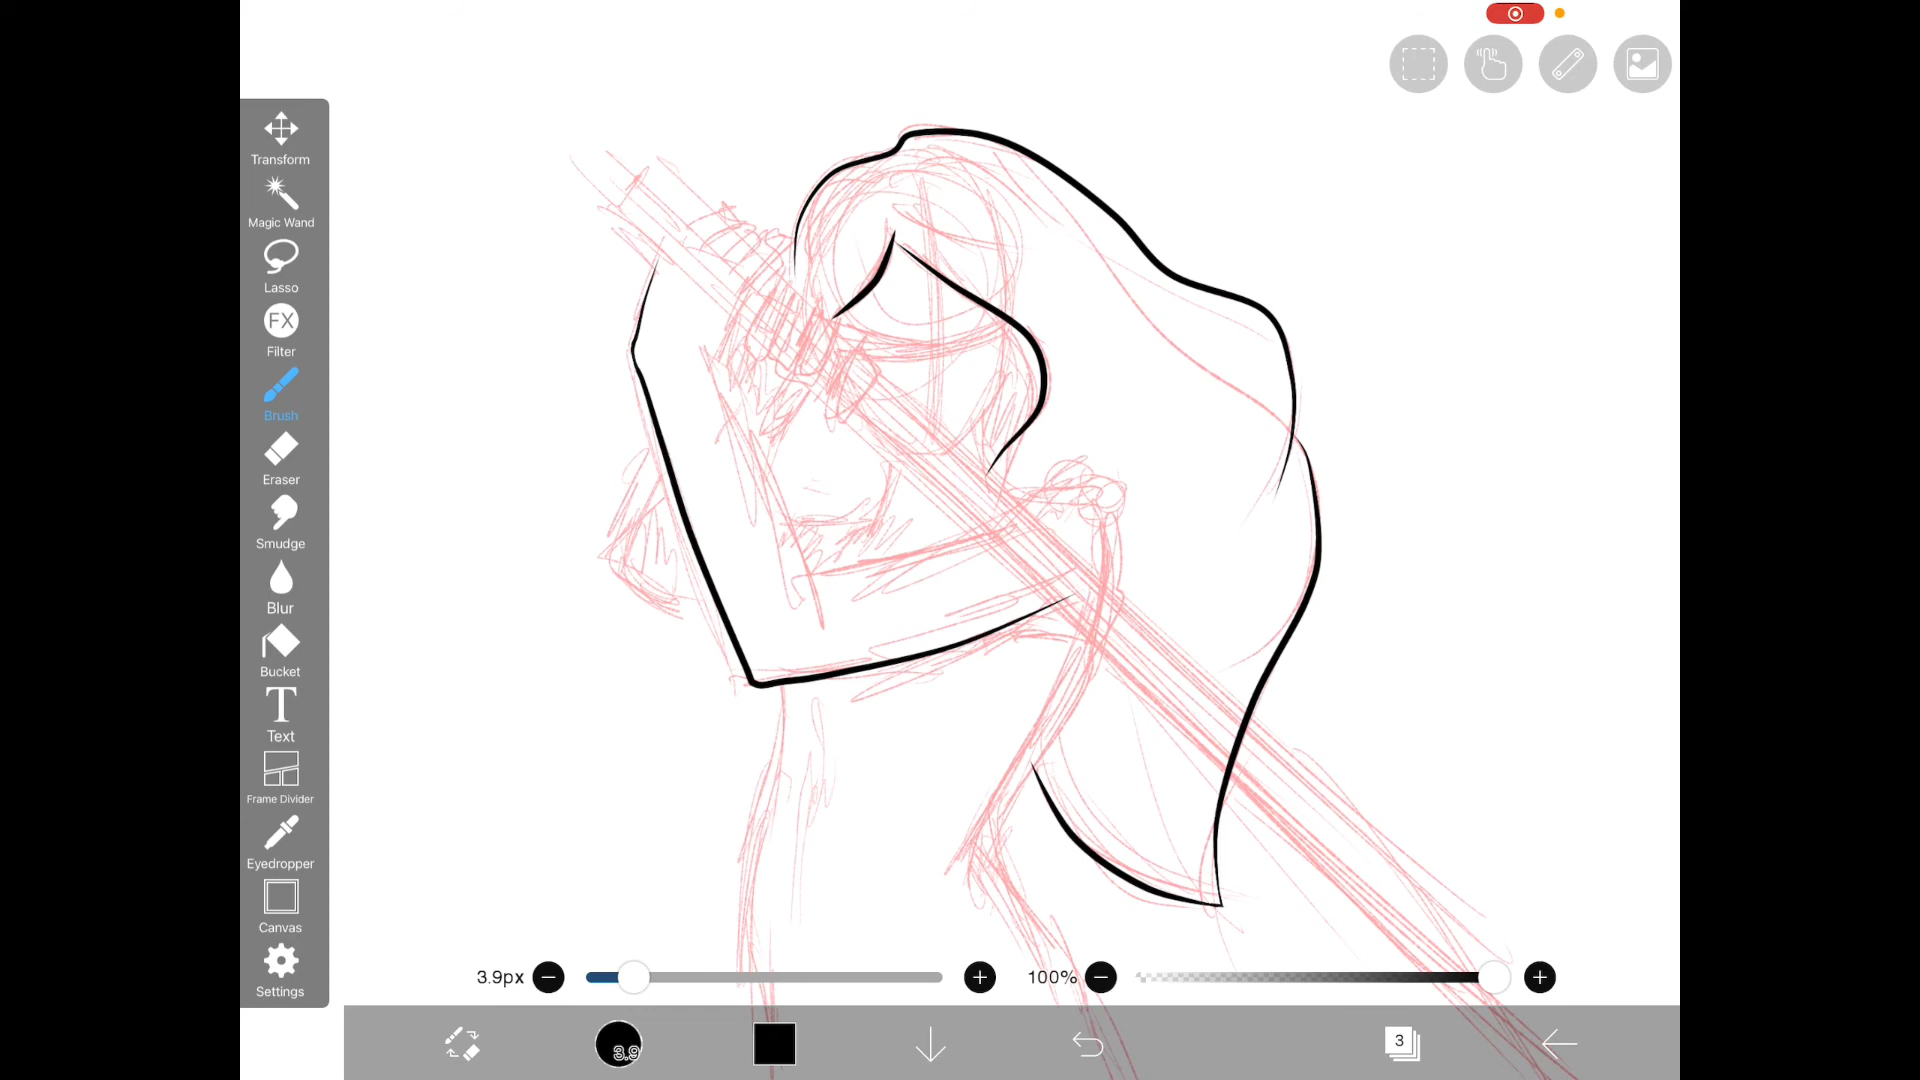 Transform
Magic Wand
Lasso
FX
Filter
Brush
Eraser
Smudge
Blur
Bucket
T
Text
Frame Divider
Eyedropper
Canvas
Settings
3.9px
100%
3.9
3